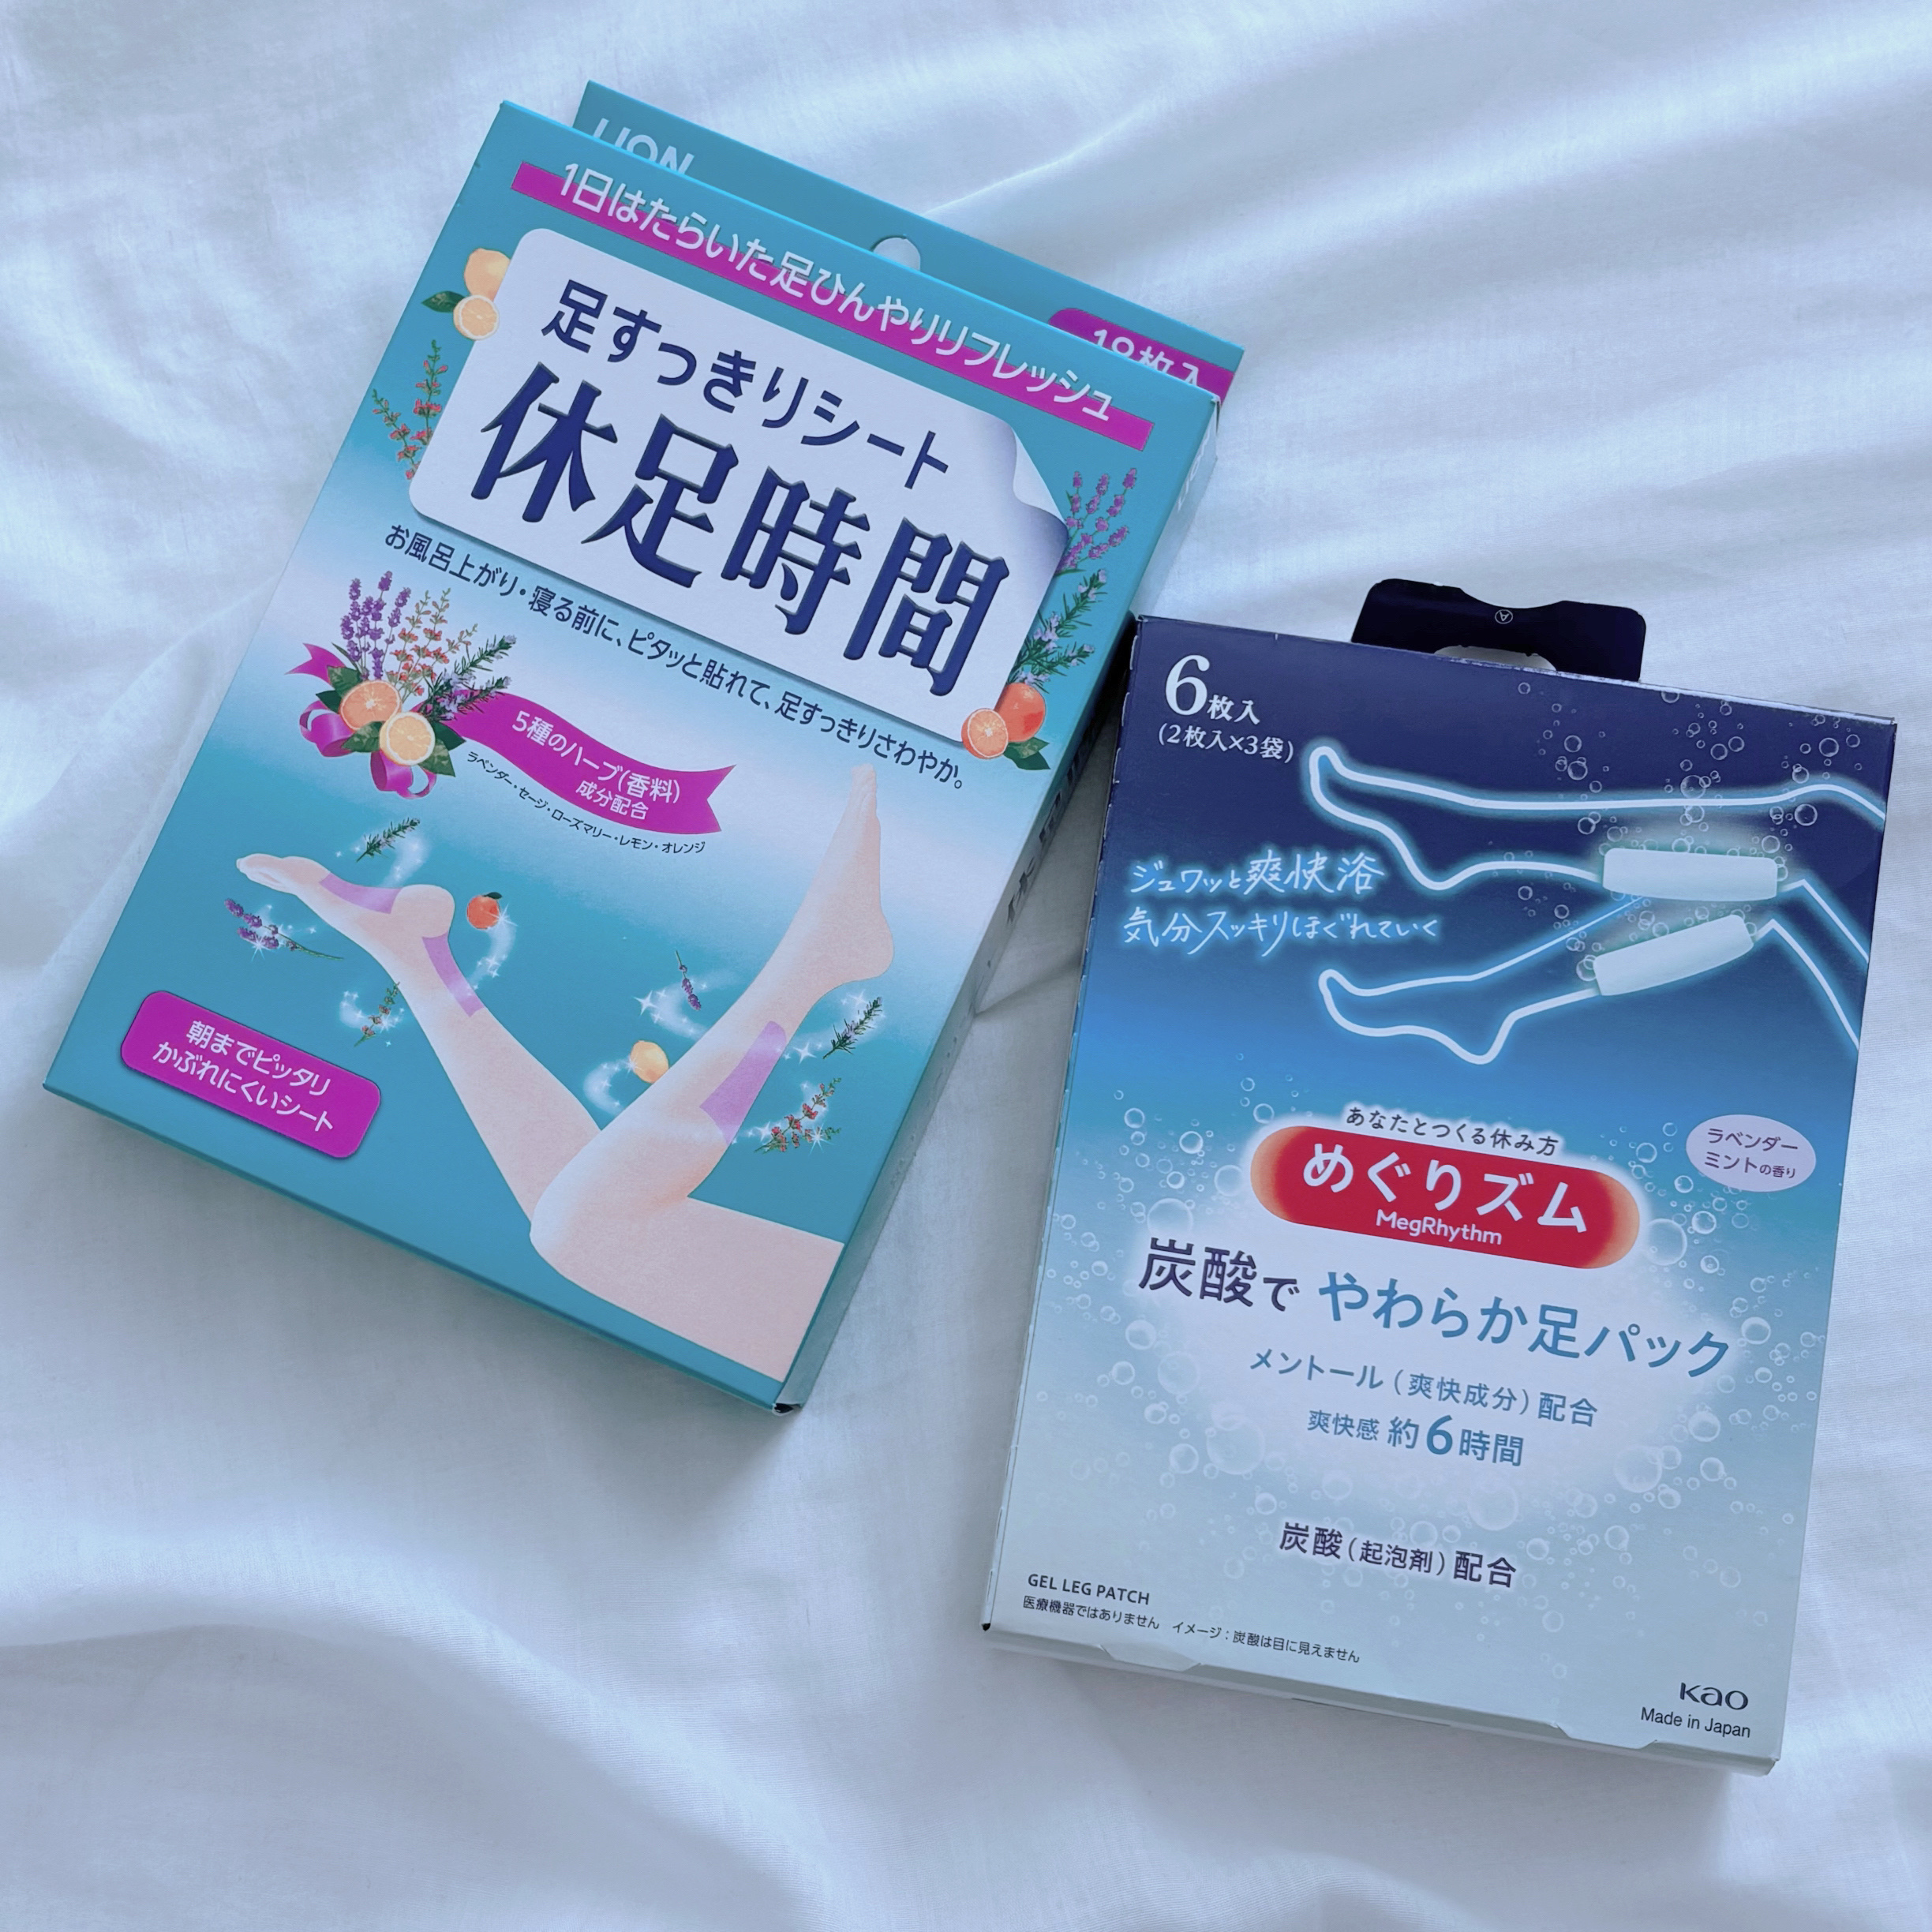 LION
18枚入
1日はたらいた足ひんやりリフレッシュ
足すっきりシート
休足時間
お風呂上がり・寝る前に、ピタッと貼れて、足すっきりさわやか。
5種のハーブ(香料)
成分配合
ラベンダー・セージ・ローズマリー・レモン・オレンジ
朝までピッタリ
かぶれにくいシート
6枚入
(2枚入×3袋)
ジュワッと爽快浴
気分スッキリほぐれていく
あなたとつくる休み方
めぐりズム
MegRhythm
ラベンダー
ミントの香り
炭酸でやわらか足パック
メントール(爽快成分)配合
爽快感 約6時間
炭酸(起泡剤)配合
GEL LEG PATCH
医療機器ではありません イメージ:炭酸は目に見えません
Kao
Made in Japan